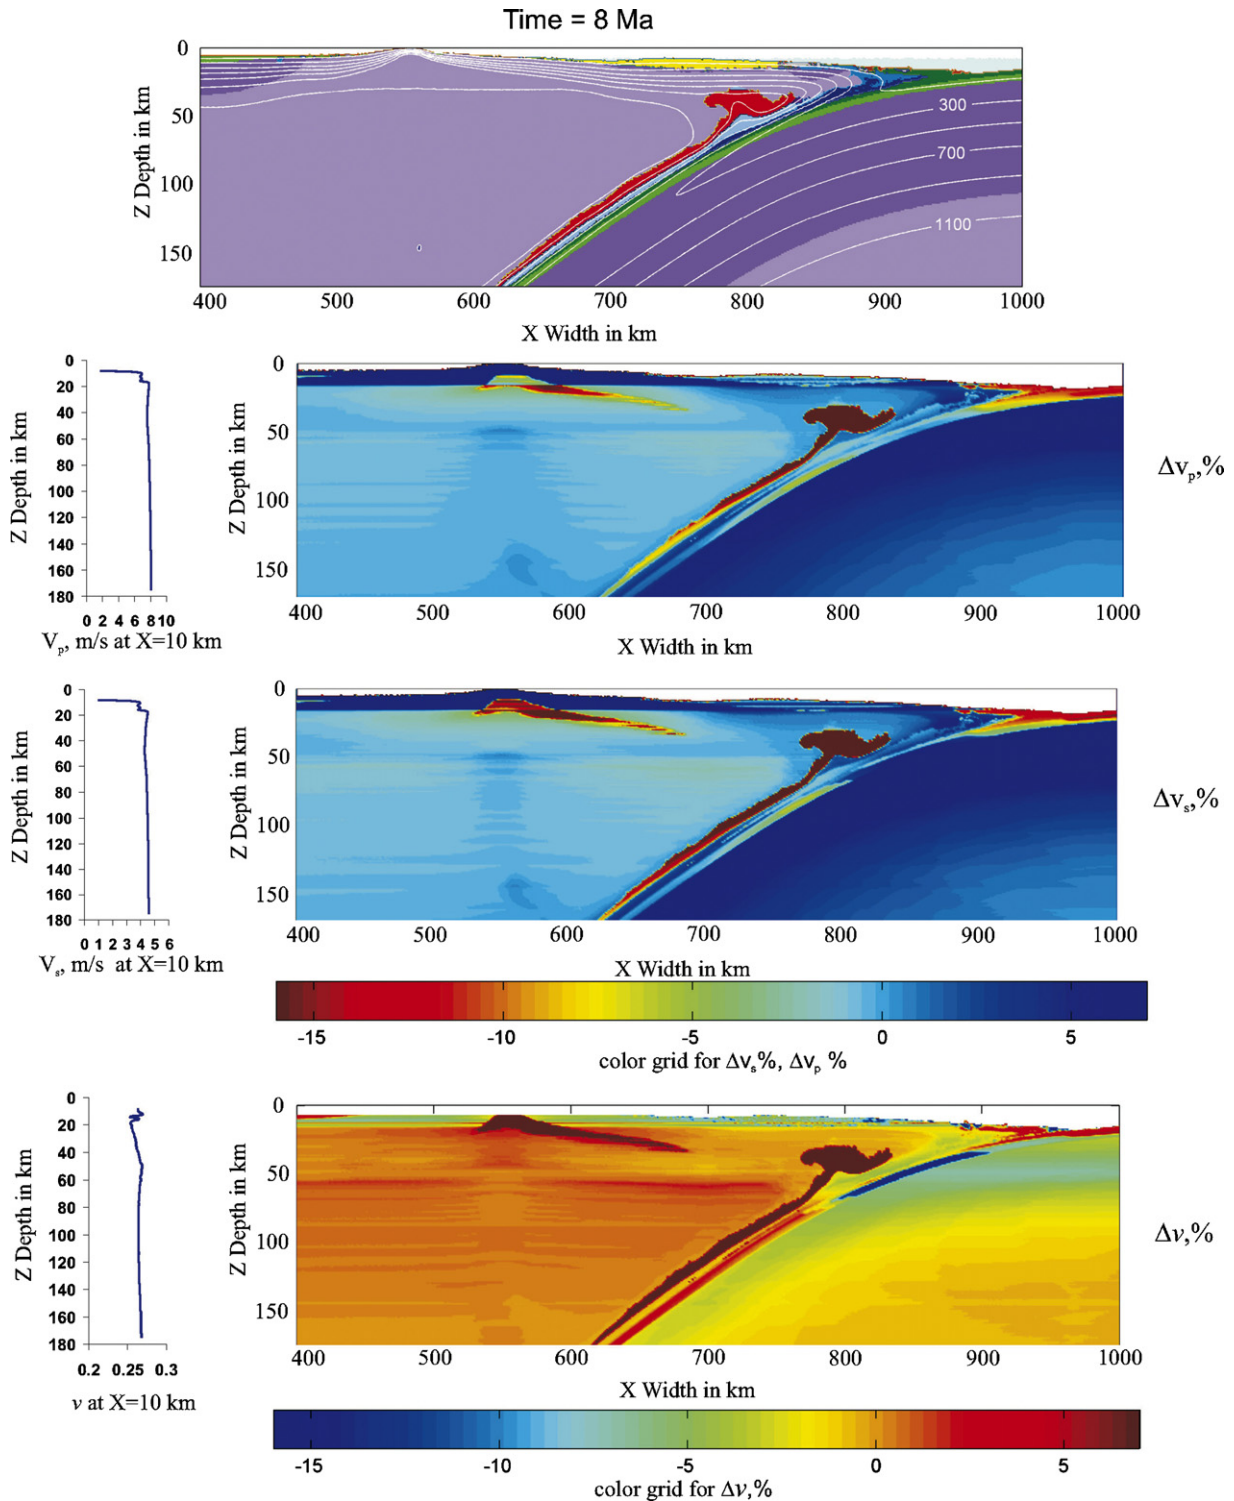 Time = 8 Ma
0
50
100
150
Z Depth in km
300
700
1100
400 500 600 700 800 900 1000
X Width in km
0
20
40
60
80
100
120
140
160
180
Z Depth in km
0 2 4 6 8 10
Vp, m/s at X=10 km
0
50
100
150
Z Depth in km
400 500 600 700 800 900 1000
X Width in km
Δvp,%
0
20
40
60
80
100
120
140
160
180
Z Depth in km
0 1 2 3 4 5 6
Vs, m/s at X=10 km
0
50
100
150
Z Depth in km
400 500 600 700 800 900 1000
X Width in km
Δvs,%
-15 -10 -5 0 5
color grid for Δvs%, Δvp %
0
20
40
60
80
100
120
140
160
180
Z Depth in km
0.2 0.25 0.3
ν at X=10 km
0
50
100
150
Z Depth in km
400 500 600 700 800 900 1000
X Width in km
Δν,%
-15 -10 -5 0 5
color grid for Δν,%